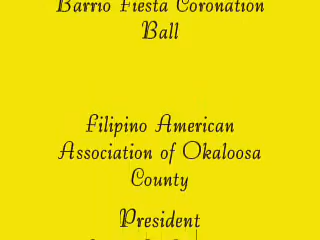 Barrio Fiesta Coronation
Ball
Filipino American
Association of Okaloosa
County
President